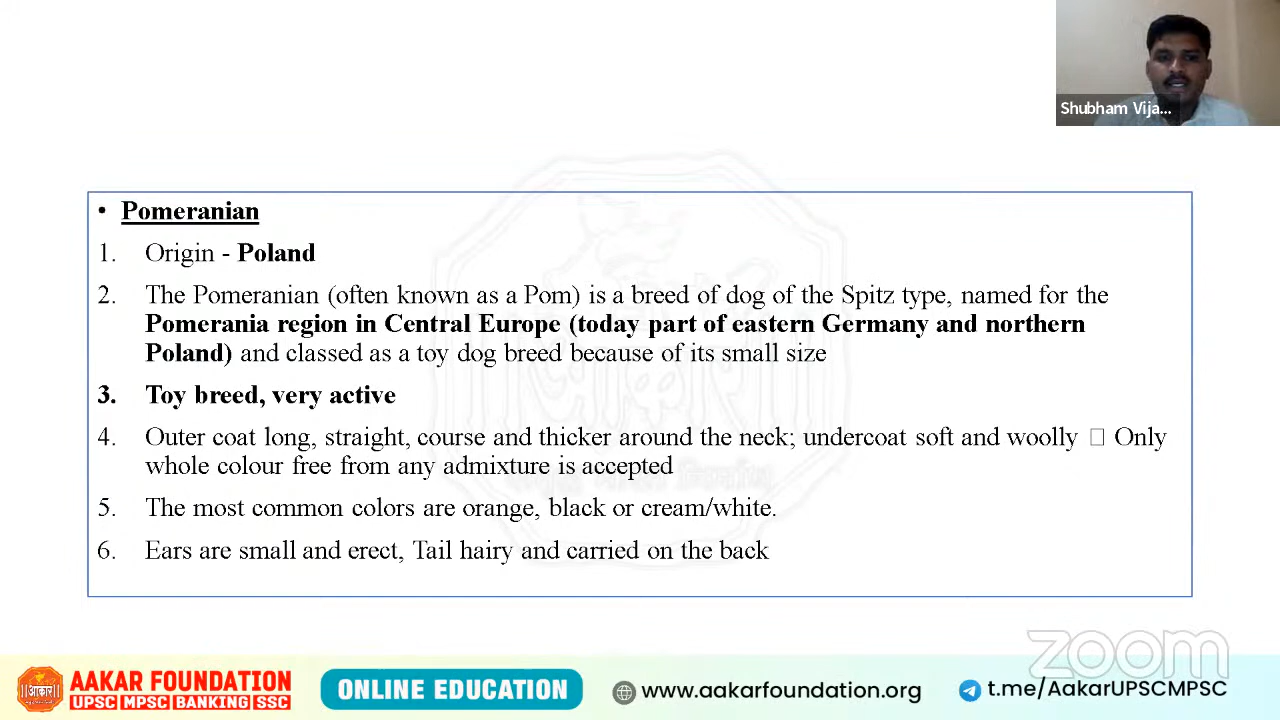 Shubham Vija...
• Pomeranian
1. Origin - Poland
2. The Pomeranian (often known as a Pom) is a breed of dog of the Spitz type, named for the
Pomerania region in Central Europe (today part of eastern Germany and northern
Poland) and classed as a toy dog breed because of its small size
3. Toy breed, very active
4. Outer coat long, straight, course and thicker around the neck; undercoat soft and woolly □ Only
whole colour free from any admixture is accepted
5. The most common colors are orange, black or cream/white.
6. Ears are small and erect, Tail hairy and carried on the back
zoom
आकार
AAKAR FOUNDATION
UPSC MPSC BANKING SSC
ONLINE EDUCATION
www.aakarfoundation.org
t.me/AakarUPSCMPSC